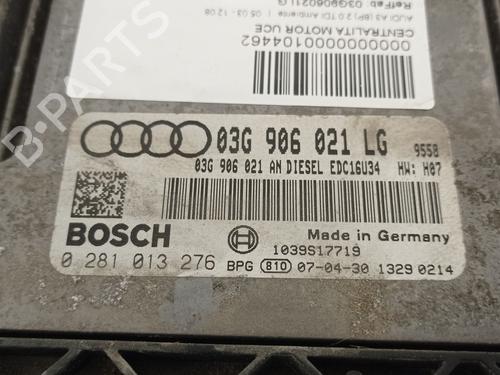 RefFab: 03G906021LG
AUDI A3 (8P) 2.0 TDI Ambiente | 05.03 - 12.08
CENTRALITA MOTOR UCE
00000000000104462
03G 906 021 LG 9558
03G 906 021 AN DIESEL EDC16U34 HW: H07
BOSCH
Made in Germany
1039S17719
0 281 013 276 BPG 810 07-04-30 1329 0214
B-PARTS